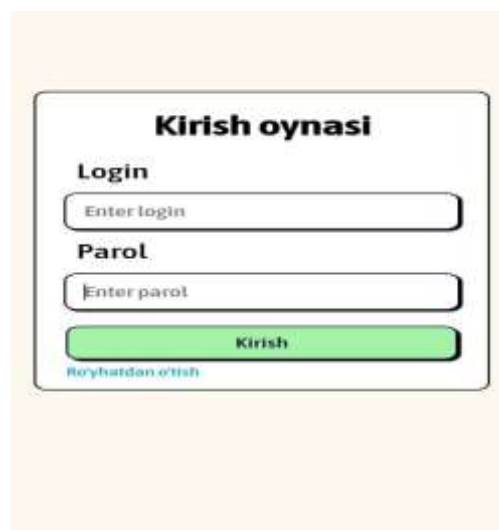 Kirish oynasi
Login
Enter login
Parol
Enter parol
Kirish
Ro'yhatdan o'tish